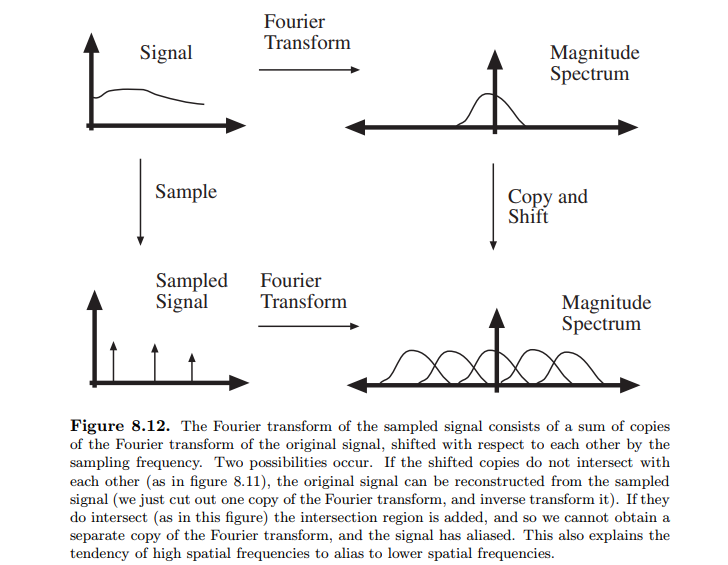 Fourier
Transform
Signal
Magnitude
Spectrum
Sample
Copy and
Shift
Sampled
Signal
Fourier
Transform
Magnitude
Spectrum
Figure 8.12. The Fourier transform of the sampled signal consists of a sum of copies
of the Fourier transform of the original signal, shifted with respect to each other by the
sampling frequency. Two possibilities occur. If the shifted copies do not intersect with
each other (as in figure 8.11), the original signal can be reconstructed from the sampled
signal (we just cut out one copy of the Fourier transform, and inverse transform it). If they
do intersect (as in this figure) the intersection region is added, and so we cannot obtain a
separate copy of the Fourier transform, and the signal has aliased. This also explains the
tendency of high spatial frequencies to alias to lower spatial frequencies.